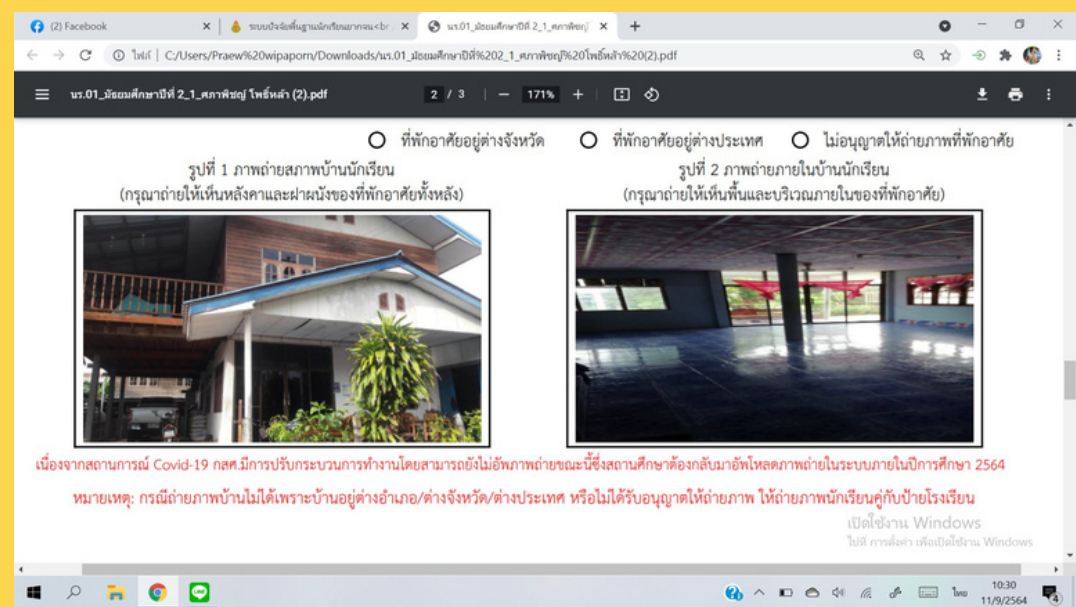 (2) Facebook
ระบบปัจจัยพื้นฐานนักเรียนยากจน<br
นร.01_มัธยมศึกษาปีที่ 2_1_ศภาพิชญ์
ไฟล์ | C:/Users/Praew%20wipaporn/Downloads/นร.01_มัธยมศึกษาปีที่%202_1_ศภาพิชญ์%20โพธิ์หล้า%20(2).pdf
นร.01_มัธยมศึกษาปีที่ 2_1_ศภาพิชญ์ โพธิ์หล้า (2).pdf
2 / 3 | — 171% +
ที่พักอาศัยอยู่ต่างจังหวัด ที่พักอาศัยอยู่ต่างประเทศ ไม่อนุญาตให้ถ่ายภาพที่พักอาศัย
รูปที่ 1 ภาพถ่ายสภาพบ้านนักเรียน
(กรุณาถ่ายให้เห็นหลังคาและฝาผนังของที่พักอาศัยทั้งหลัง)
รูปที่ 2 ภาพถ่ายภายในบ้านนักเรียน
(กรุณาถ่ายให้เห็นพื้นและบริเวณภายในของที่พักอาศัย)
เนื่องจากสถานการณ์ Covid-19 กสศ.มีการปรับกระบวนการทำงานโดยสามารถยังไม่อัพภาพถ่ายขณะนี้ซึ่งสถานศึกษาต้องกลับมาอัพโหลดภาพถ่ายในระบบภายในปีการศึกษา 2564
หมายเหตุ: กรณีถ่ายภาพบ้านไม่ได้เพราะบ้านอยู่ต่างอำเภอ/ต่างจังหวัด/ต่างประเทศ หรือไม่ได้รับอนุญาตให้ถ่ายภาพ ให้ถ่ายภาพนักเรียนคู่กับป้ายโรงเรียน
เปิดใช้งาน Windows
ไปที่ การตั้งค่า เพื่อเปิดใช้งาน Windows
ไทย
10:30
11/9/2564
4